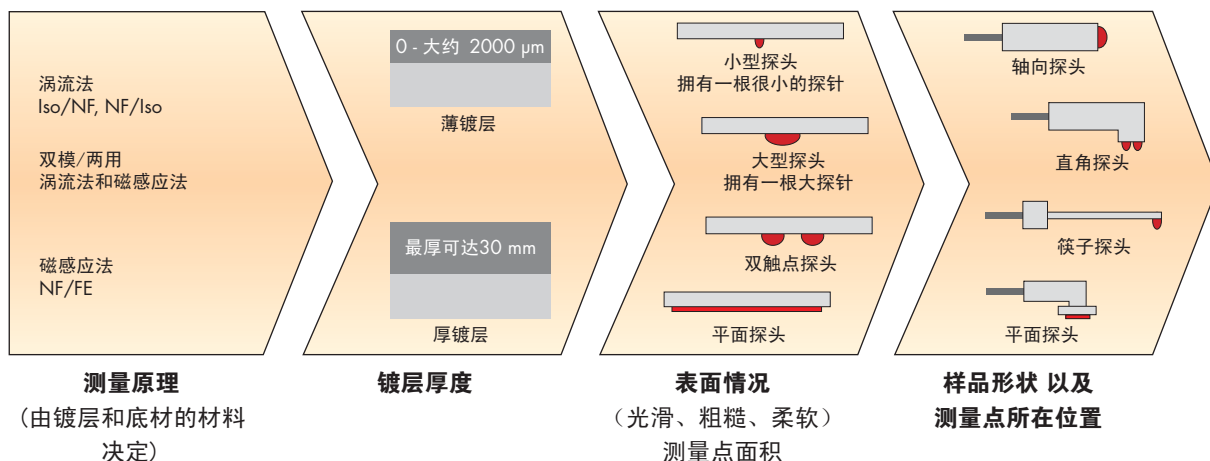 涡流法
Iso/NF, NF/Iso
双模/两用
涡流法和磁感应法
磁感应法
NF/FE
测量原理
（由镀层和底材的材料
决定)
0 - 大约 2000 µm
薄镀层
最厚可达30 mm
厚镀层
镀层厚度
小型探头
拥有一根很小的探针
大型探头
拥有一根大探针
双触点探头
平面探头
表面情况
（光滑、粗糙、柔软）
测量点面积
轴向探头
直角探头
筷子探头
平面探头
样品形状 以及
测量点所在位置